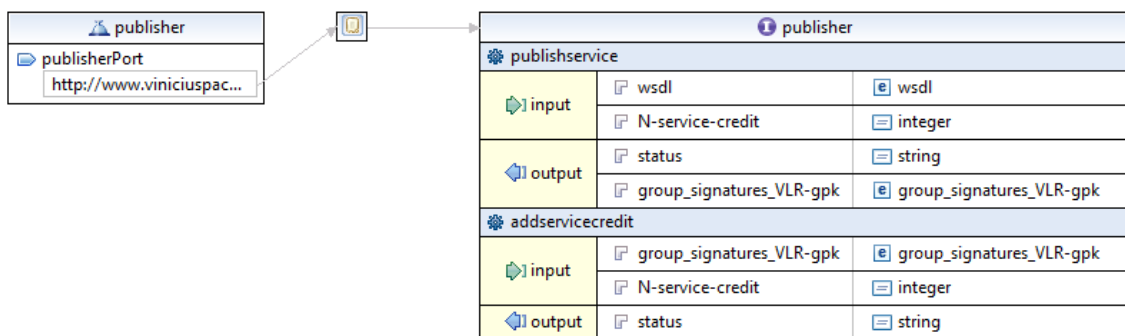 publisher
publisherPort
http://www.viniciuspac...
publisher
publishservice
input
wsdl wsdl
N-service-credit integer
output
status string
group_signatures_VLR-gpk group_signatures_VLR-gpk
addservicecredit
input
group_signatures_VLR-gpk group_signatures_VLR-gpk
N-service-credit integer
output status string